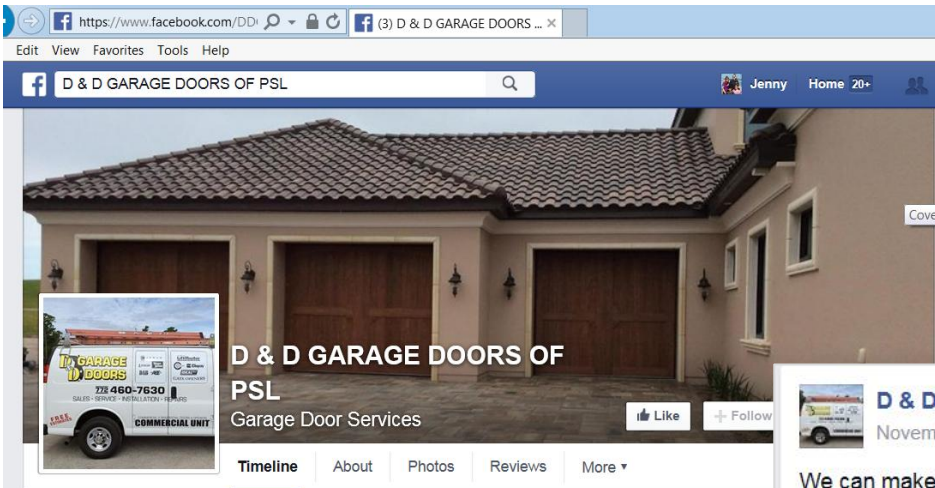 https://www.facebook.com/DD
(3) D & D GARAGE DOORS ...
Edit View Favorites Tools Help
D & D GARAGE DOORS OF PSL
Jenny Home 20+
Cove
GARAGE
DOORS
772 460-7630
SALES - SERVICE - INSTALLATION - REPAIRS
FREE
COMMERCIAL UNIT
D & D GARAGE DOORS OF
PSL
Garage Door Services
Like
+ Follow
Timeline About Photos Reviews More
D & D
Novem
We can make